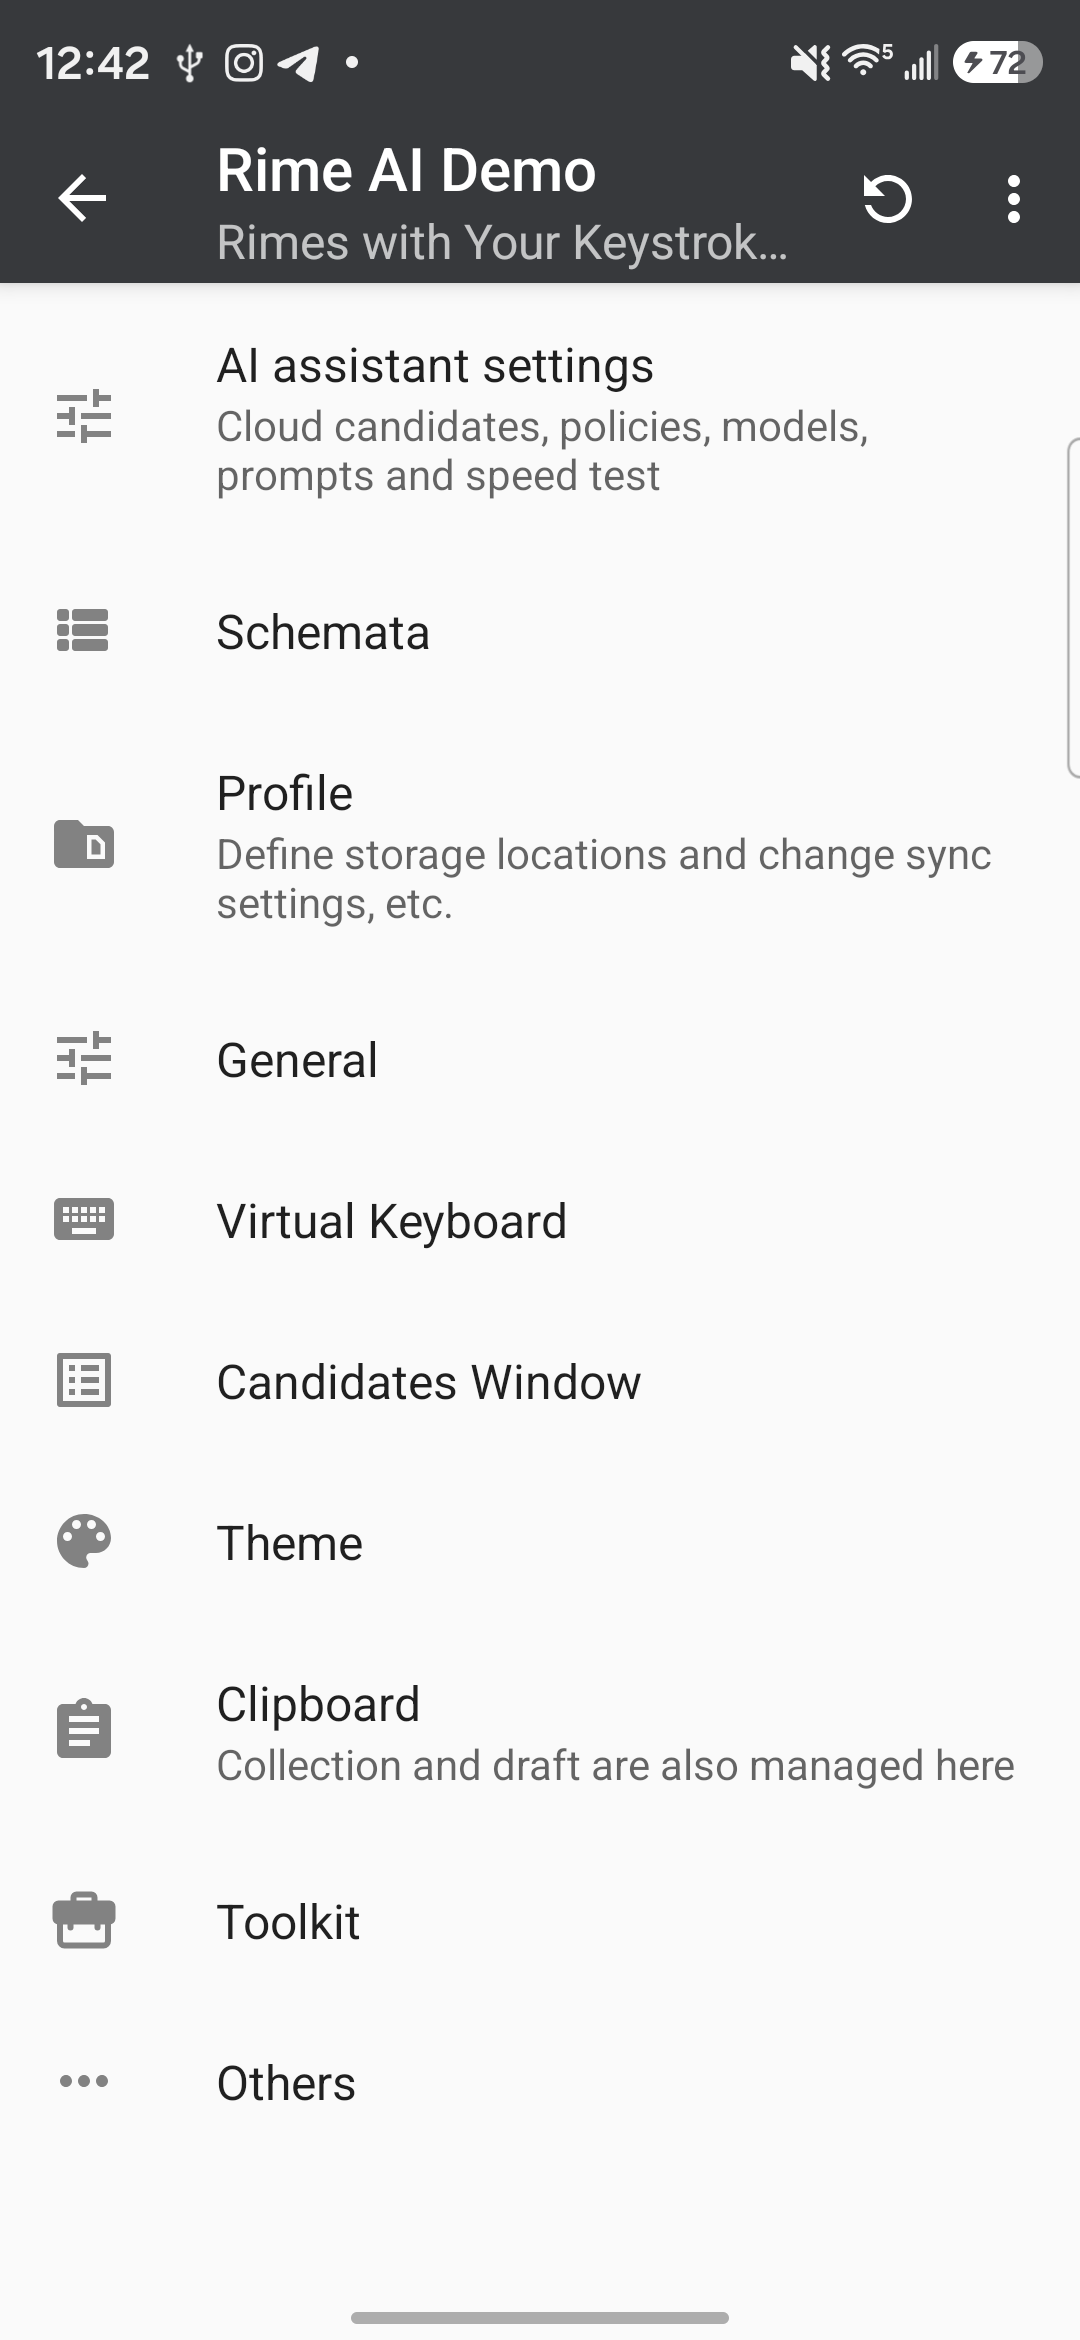 12:42
5
72
Rime AI Demo
Rimes with Your Keystrok...
AI assistant settings
Cloud candidates, policies, models,
prompts and speed test
Schemata
Profile
Define storage locations and change sync
settings, etc.
General
Virtual Keyboard
Candidates Window
Theme
Clipboard
Collection and draft are also managed here
Toolkit
Others